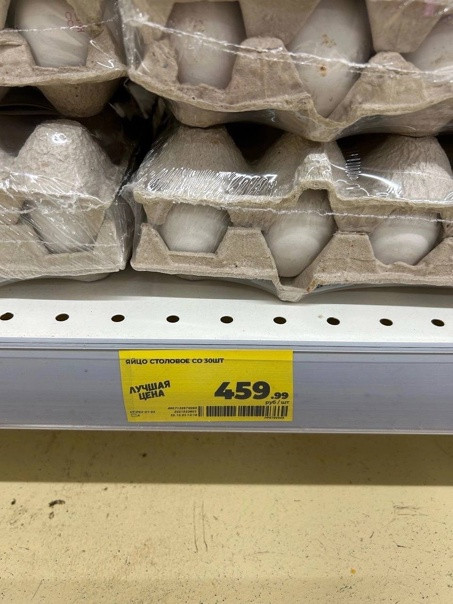 ЯЙЦО СТОЛОВОЕ СО 30ШТ
ЛУЧШАЯ
ЦЕНА
459.99
руб/шт